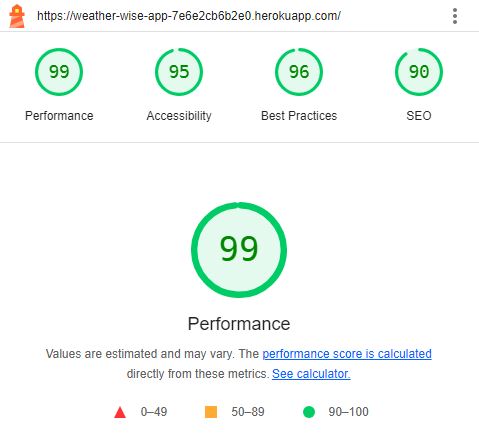 https://weather-wise-app-7e6e2cb6b2e0.herokuapp.com/
99 95 96 90
Performance Accessibility Best Practices SEO
99
Performance
Values are estimated and may vary. The performance score is calculated
directly from these metrics. See calculator.
0–49 50–89 90–100